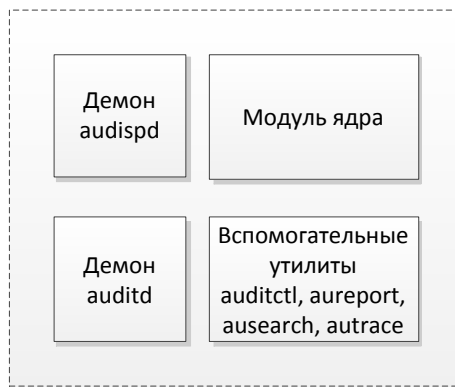 Демон
audispd
Модуль ядра
Демон
auditd
Вспомогательные
утилиты
auditctl, aureport,
ausearch, autrace